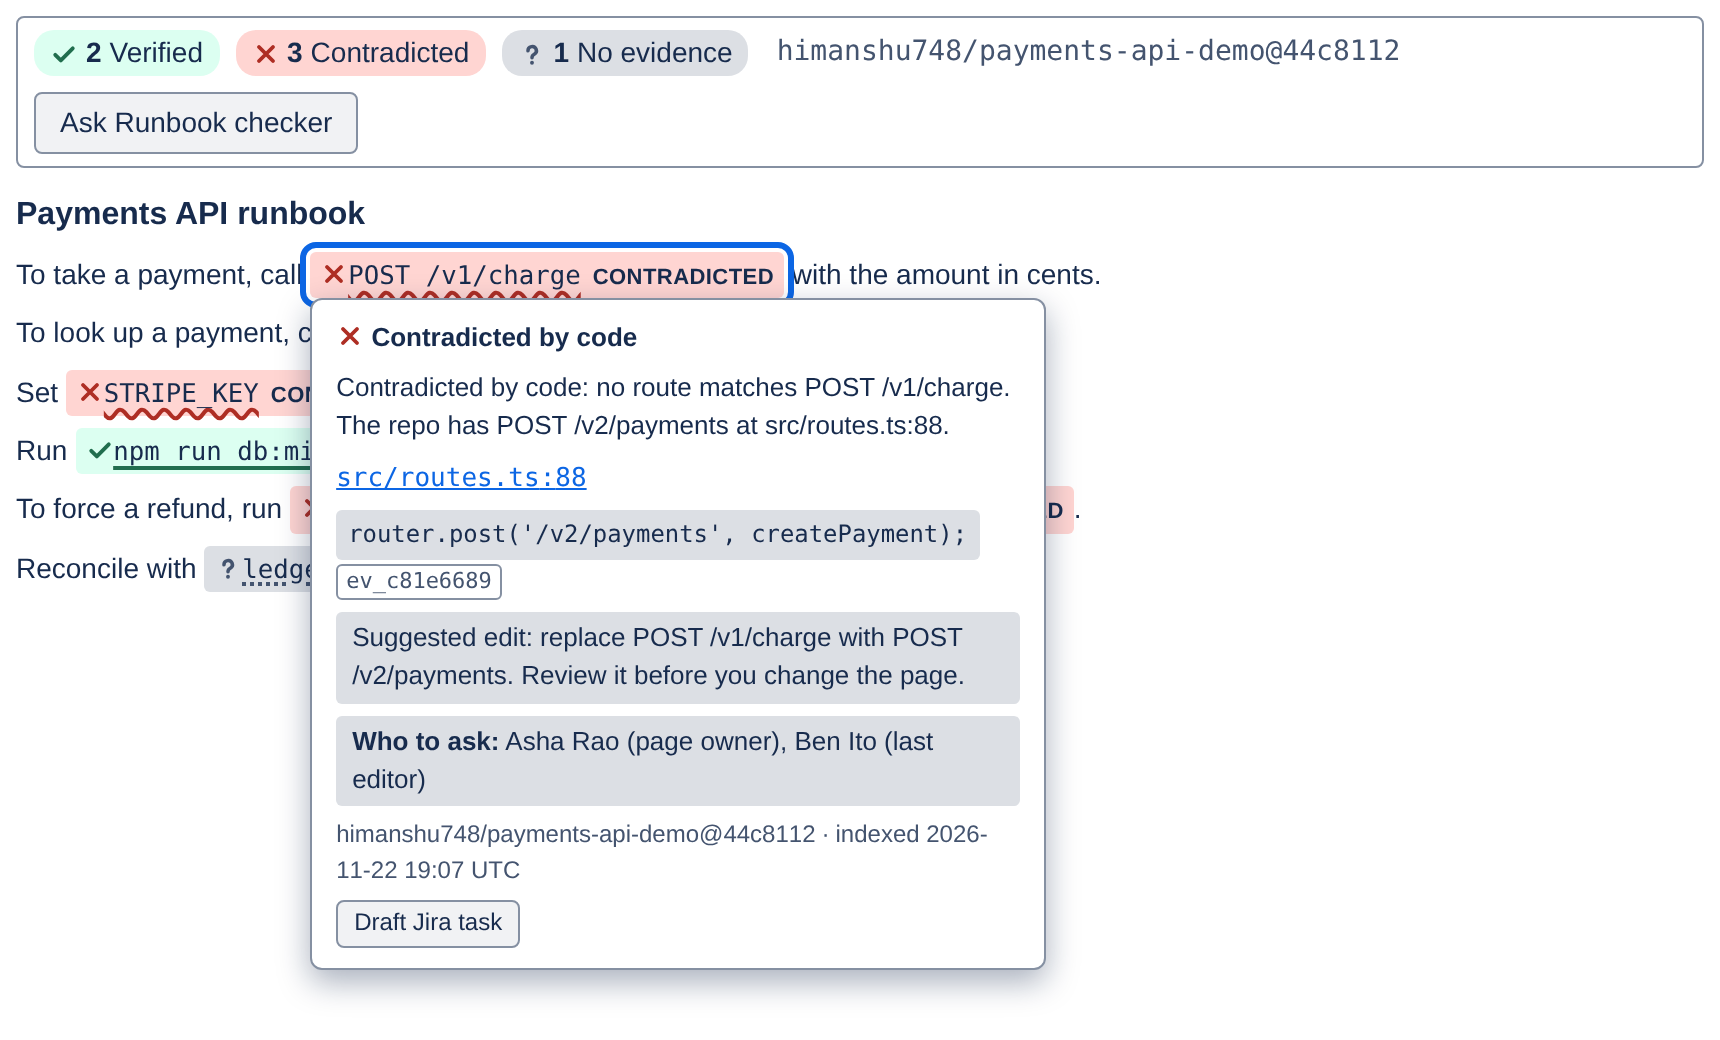 2 Verified 3 Contradicted ? 1 No evidence himanshu748/payments-api-demo@44c8112
Ask Runbook checker
Payments API runbook
To take a payment, call POST /v1/charge CONTRADICTED with the amount in cents.
To look up a payment,
Set STRIPE_KEY
Run npm run
To force a refund, run
Reconcile with ?
Contradicted by code
Contradicted by code: no route matches POST /v1/charge.
The repo has POST /v2/payments at src/routes.ts:88.
src/routes.ts:88
router.post('/v2/payments', createPayment);
ev_c81e6689
Suggested edit: replace POST /v1/charge with POST
/v2/payments. Review it before you change the page.
Who to ask: Asha Rao (page owner), Ben Ito (last
editor)
himanshu748/payments-api-demo@44c8112 · indexed 2026-
11-22 19:07 UTC
Draft Jira task